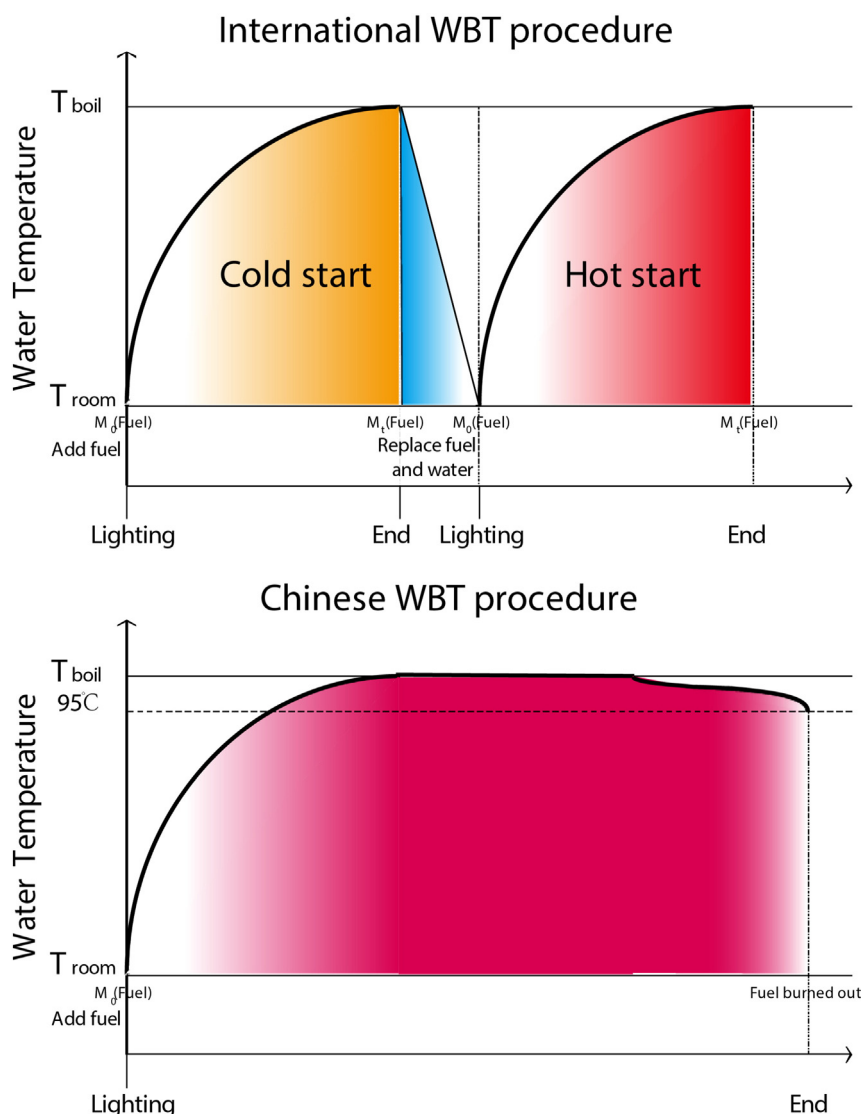 International WBT procedure
T boil
Water Temperature
Cold start
Hot start
T room
M₀(Fuel)
Mₜ(Fuel)
M₀(Fuel)
Mₜ(Fuel)
Add fuel
Replace fuel
and water
Lighting
End
Lighting
End
Chinese WBT procedure
T boil
95℃
Water Temperature
T room
M₀(Fuel)
Fuel burned out
Add fuel
Lighting
End